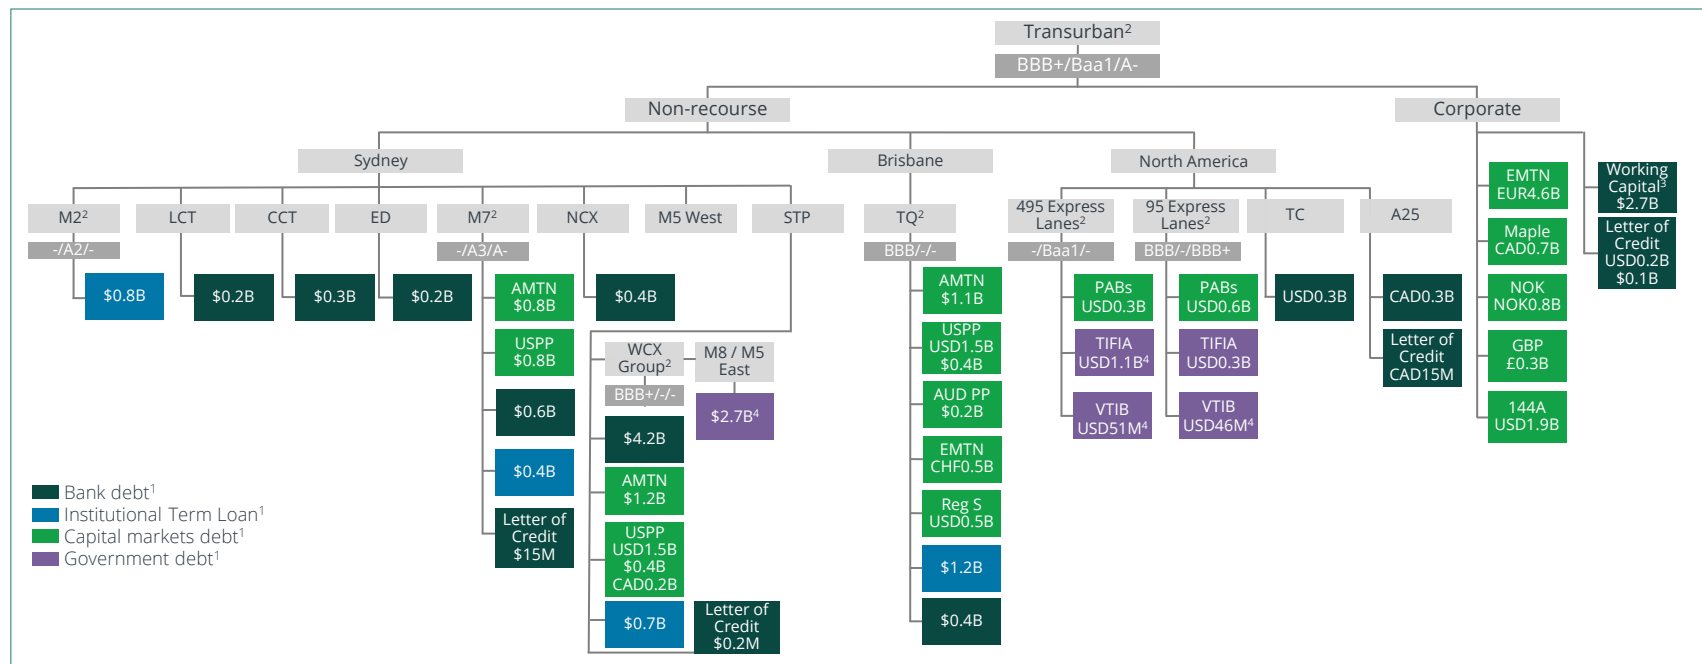 Transurban²
BBB+/Baa1/A-
Non-recourse
Corporate
Sydney
Brisbane
North America
M2²
-/A2/-
$0.8B
LCT
$0.2B
CCT
$0.3B
ED
$0.2B
M7²
-/A3/A-
AMTN
$0.8B
USPP
$0.8B
$0.6B
$0.4B
Letter of
Credit
$15M
NCX
$0.4B
M5 West
STP
WCX
Group²
BBB+/-/-
$4.2B
AMTN
$1.2B
USPP
USD1.5B
$0.4B
CAD0.2B
$0.7B
M8 / M5
East
$2.7B⁴
Letter of
Credit
$0.2M
TQ²
BBB/-/-
AMTN
$1.1B
USPP
USD1.5B
$0.4B
AUD PP
$0.2B
EMTN
CHF0.5B
Reg S
USD0.5B
$1.2B
$0.4B
495 Express
Lanes²
-/Baa1/-
PABs
USD0.3B
TIFIA
USD1.1B⁴
VTIB
USD51M⁴
95 Express
Lanes²
BBB/-/BBB+
PABs
USD0.6B
TIFIA
USD0.3B
VTIB
USD46M⁴
TC
USD0.3B
A25
CAD0.3B
Letter of
Credit
CAD15M
EMTN
EUR4.6B
Maple
CAD0.7B
NOK
NOK0.8B
GBP
£0.3B
144A
USD1.9B
Working
Capital³
$2.7B
Letter of
Credit
USD0.2B
$0.1B
Bank debt¹
Institutional Term Loan¹
Capital markets debt¹
Government debt¹